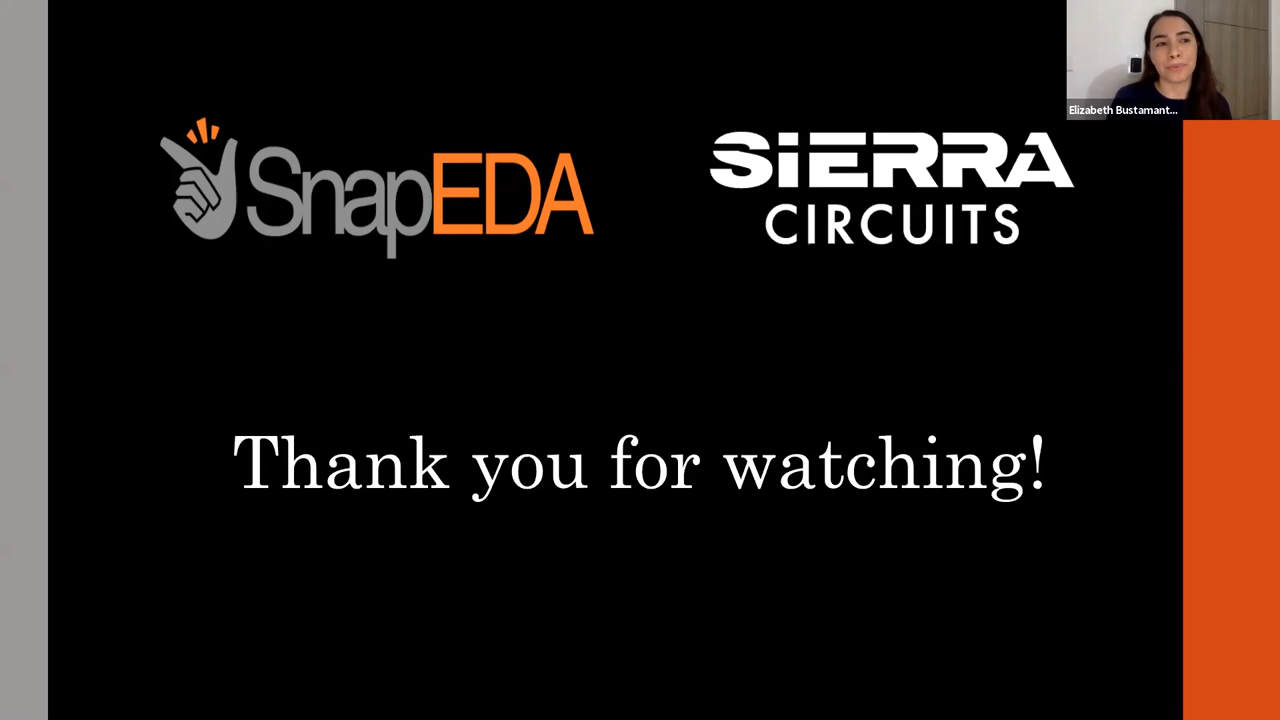 Elizabeth Bustamant...
SnapEDA
SiERRA
CIRCUITS
Thank you for watching!